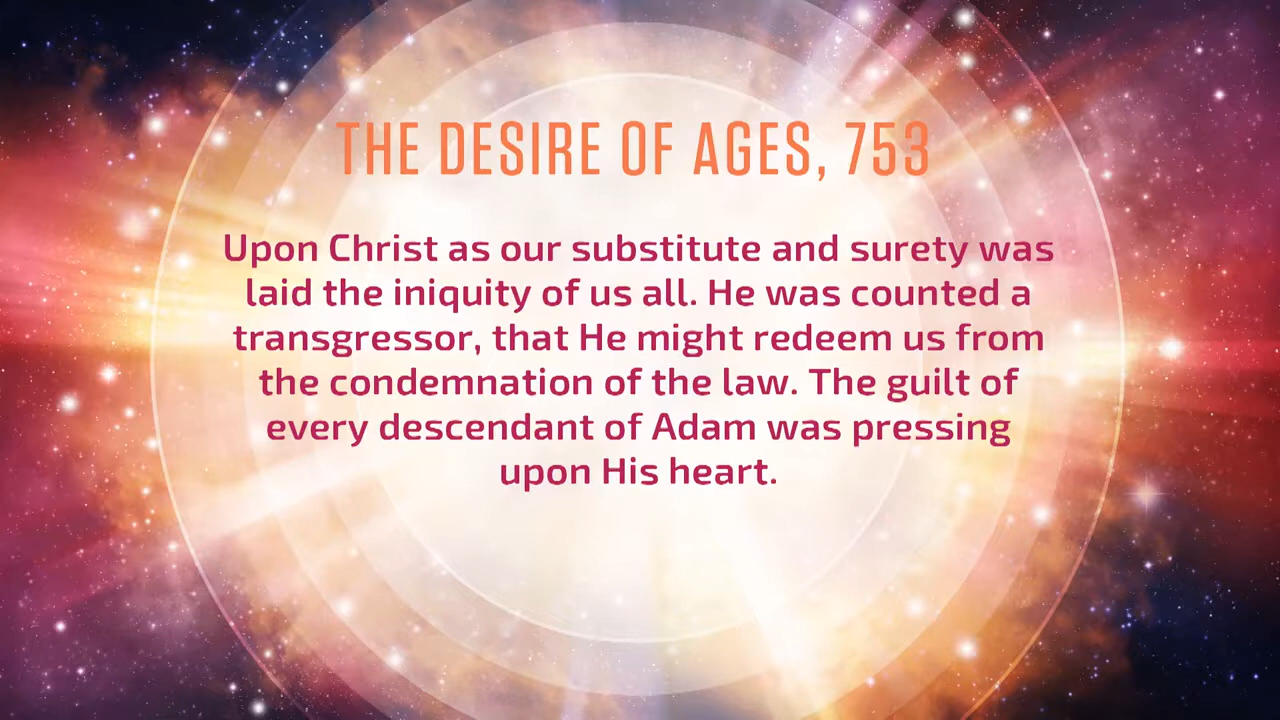 THE DESIRE OF AGES, 753
Upon Christ as our substitute and surety was
laid the iniquity of us all. He was counted a
transgressor, that He might redeem us from
the condemnation of the law. The guilt of
every descendant of Adam was pressing
upon His heart.